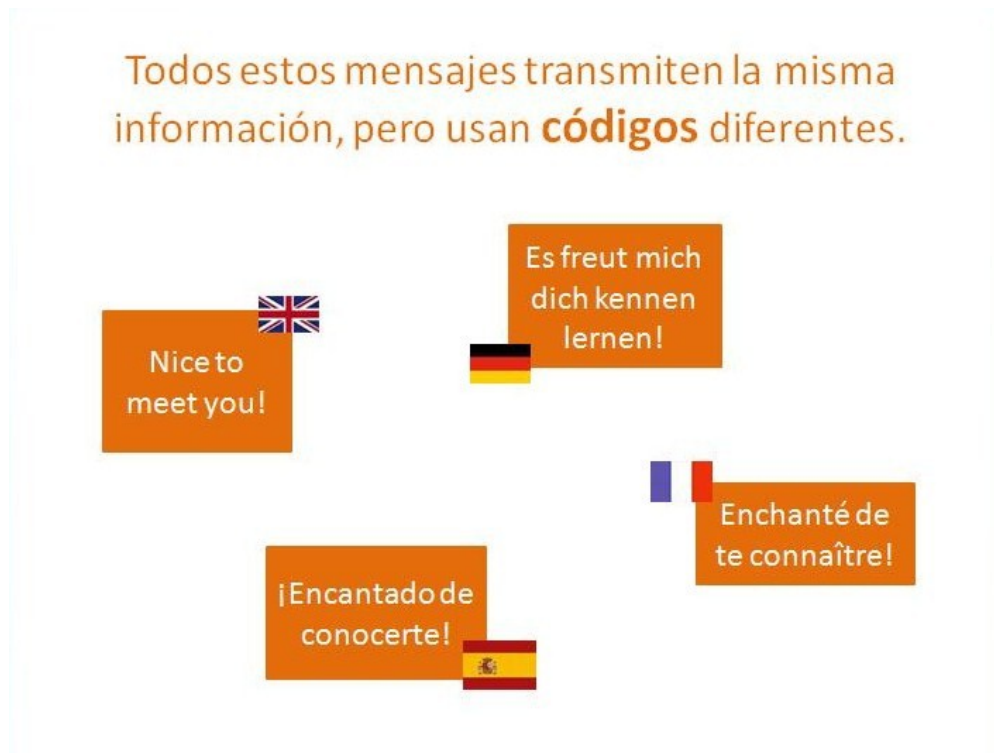 Todos estos mensajes transmiten la misma
información, pero usan códigos diferentes.
Es freut mich
dich kennen
lernen!
Nice to
meet you!
Enchanté de
te connaître!
¡Encantado de
conocerte!